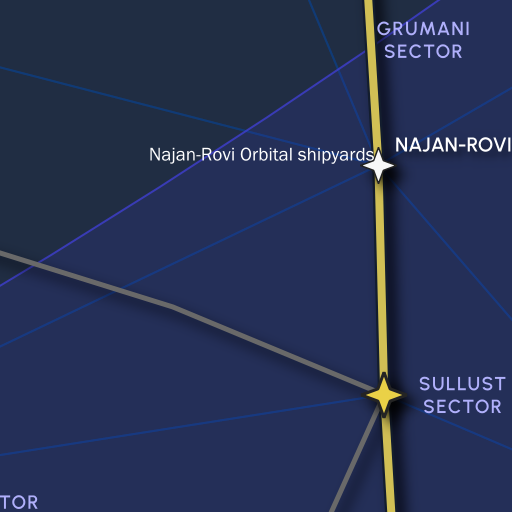 GRUMANI
SECTOR
NAJAN-ROVI
Najan-Rovi Orbital shipyards
SULLUST
SECTOR
TOR